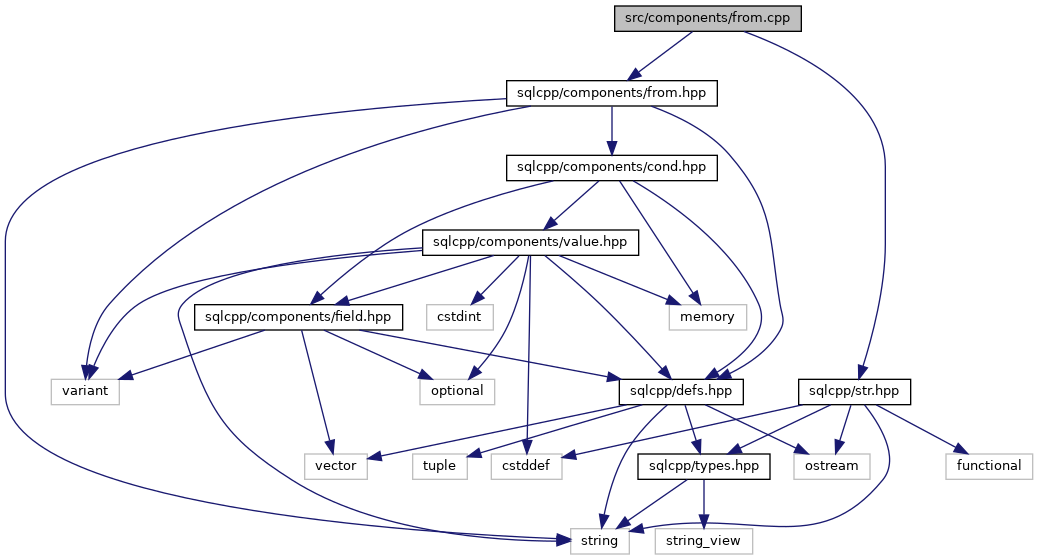 src/components/from.cpp
sqlcpp/components/from.hpp
sqlcpp/components/cond.hpp
sqlcpp/components/value.hpp
sqlcpp/components/field.hpp
cstdint
memory
variant
optional
sqlcpp/defs.hpp
sqlcpp/str.hpp
vector
tuple
cstddef
sqlcpp/types.hpp
ostream
functional
string
string_view